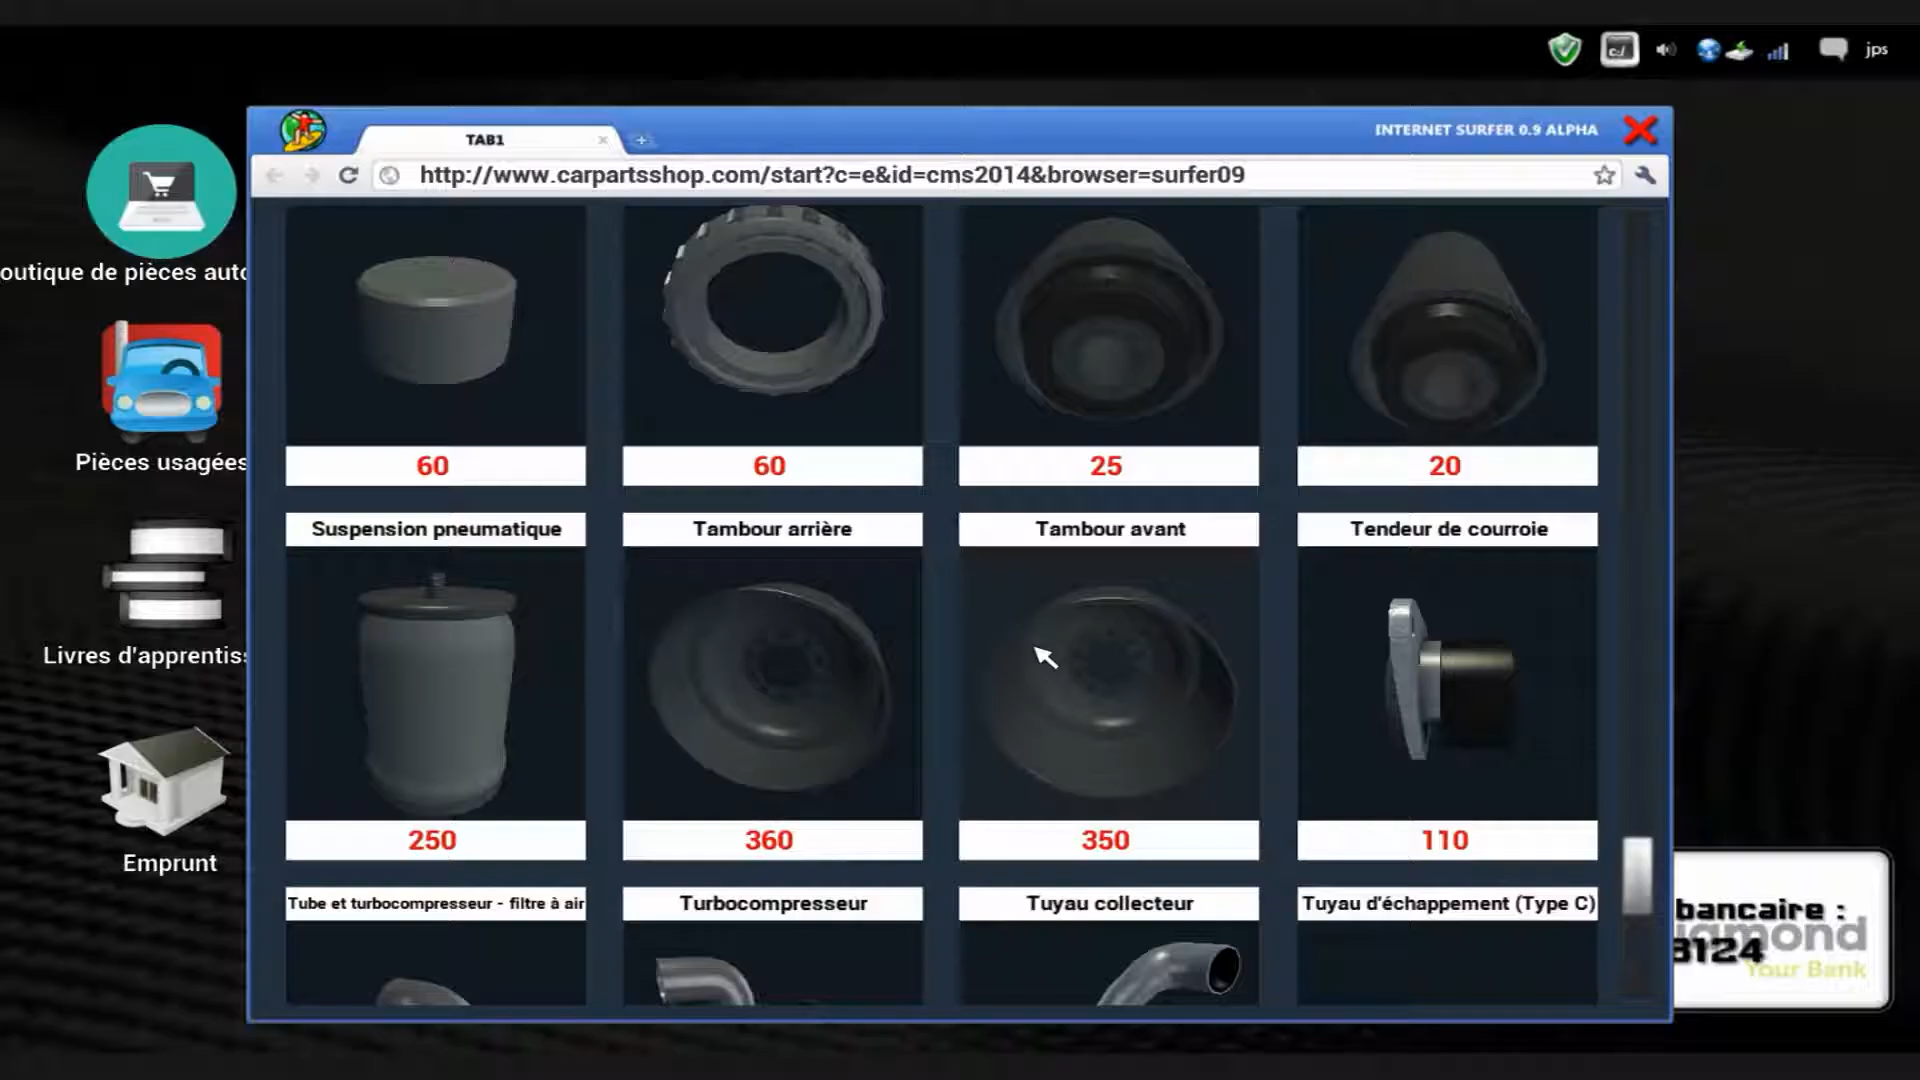 jps
TAB1
INTERNET SURFER 0.9 ALPHA
http://www.carpartsshop.com/start?c=e&id=cms2014&browser=surfer09
outique de pièces auto
Pièces usagées
Livres d'apprentiss
Emprunt
60
60
25
20
Suspension pneumatique
Tambour arrière
Tambour avant
Tendeur de courroie
250
360
350
110
Tube et turbocompresseur - filtre à air
Turbocompresseur
Tuyau collecteur
Tuyau d'échappement (Type C)
bancaire :
iamond
3124
Your Bank